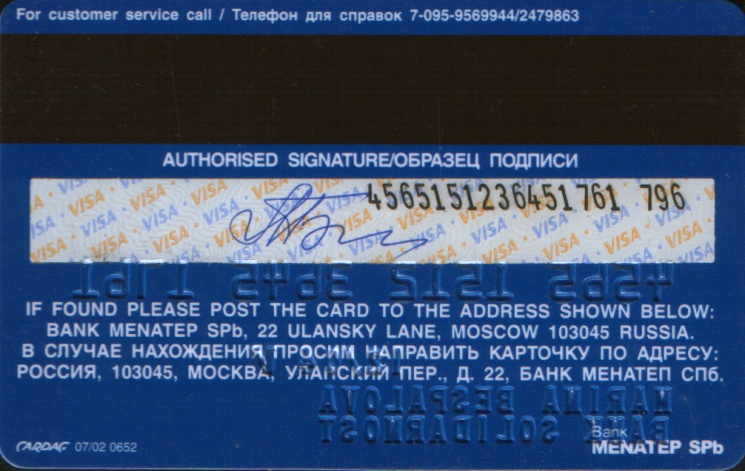 For customer service call / Телефон для справок 7-095-9569944/2479863
AUTHORISED SIGNATURE/ОБРАЗЕЦ ПОДПИСИ
VISA
4565151236451761 796
4565 1512 3645 1761
IF FOUND PLEASE POST THE CARD TO THE ADDRESS SHOWN BELOW:
BANK MENATEP SPb, 22 ULANSKY LANE, MOSCOW 103045 RUSSIA.
В СЛУЧАЕ НАХОЖДЕНИЯ ПРОСИМ НАПРАВИТЬ КАРТОЧКУ ПО АДРЕСУ:
РОССИЯ, 103045, МОСКВА, УЛАНСКИЙ ПЕР., Д. 22, БАНК МЕНАТЕП СПб.
MARINA BESPALOVA
BANK SOLIDARNOST
CARDAG 07/02 0652
Bank
MENATEP SPb